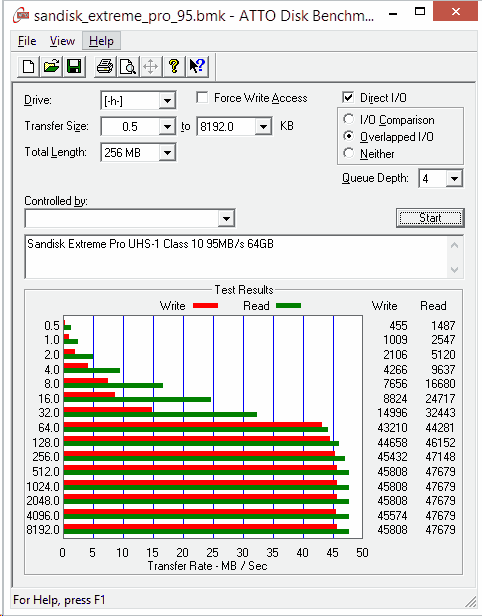 sandisk_extreme_pro_95.bmk - ATTO Disk Benchm...
File View Help
Drive: [-h-] Force Write Access Direct I/O
Transfer Size: 0.5 to 8192.0 KB
I/O Comparison
Overlapped I/O
Neither
Total Length: 256 MB
Queue Depth: 4
Controlled by:
Start
Sandisk Extreme Pro UHS-1 Class 10 95MB/s 64GB
Test Results
Write Read Write Read
0.5 455 1487
1.0 1009 2547
2.0 2106 5120
4.0 4266 9637
8.0 7656 16680
16.0 8824 24717
32.0 14996 32443
64.0 43210 44281
128.0 44658 46152
256.0 45432 47148
512.0 45808 47679
1024.0 45808 47679
2048.0 45808 47679
4096.0 45574 47679
8192.0 45808 47679
0 5 10 15 20 25 30 35 40 45 50
Transfer Rate - MB / Sec
For Help, press F1